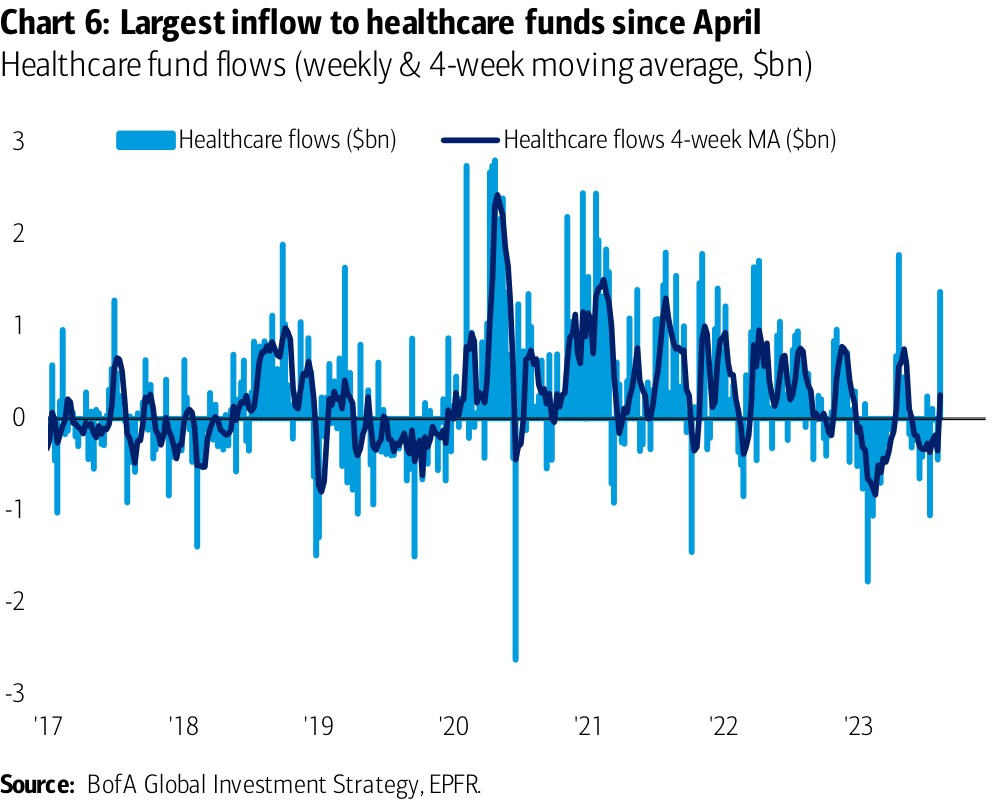 Chart 6: Largest inflow to healthcare funds since April
Healthcare fund flows (weekly & 4-week moving average, $bn)
Healthcare flows ($bn)
Healthcare flows 4-week MA ($bn)
3
2
1
0
-1
-2
-3
'17 '18 '19 '20 '21 '22 '23
Source: BofA Global Investment Strategy, EPFR.